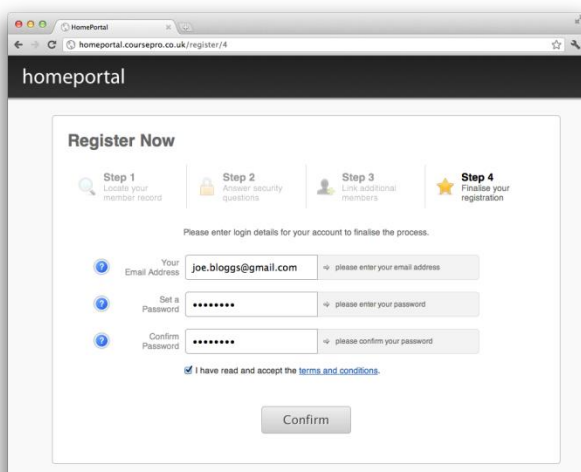 HomePortal
homeportal.coursepro.co.uk/register/4
homeportal
Register Now
Step 1
Locate your
member record
Step 2
Answer security
questions
Step 3
Link additional
members
Step 4
Finalise your
registration
Please enter login details for your account to finalise the process.
Your
Email Address
joe.bloggs@gmail.com
please enter your email address
Set a
Password
please enter your password
Confirm
Password
please confirm your password
I have read and accept the terms and conditions.
Confirm